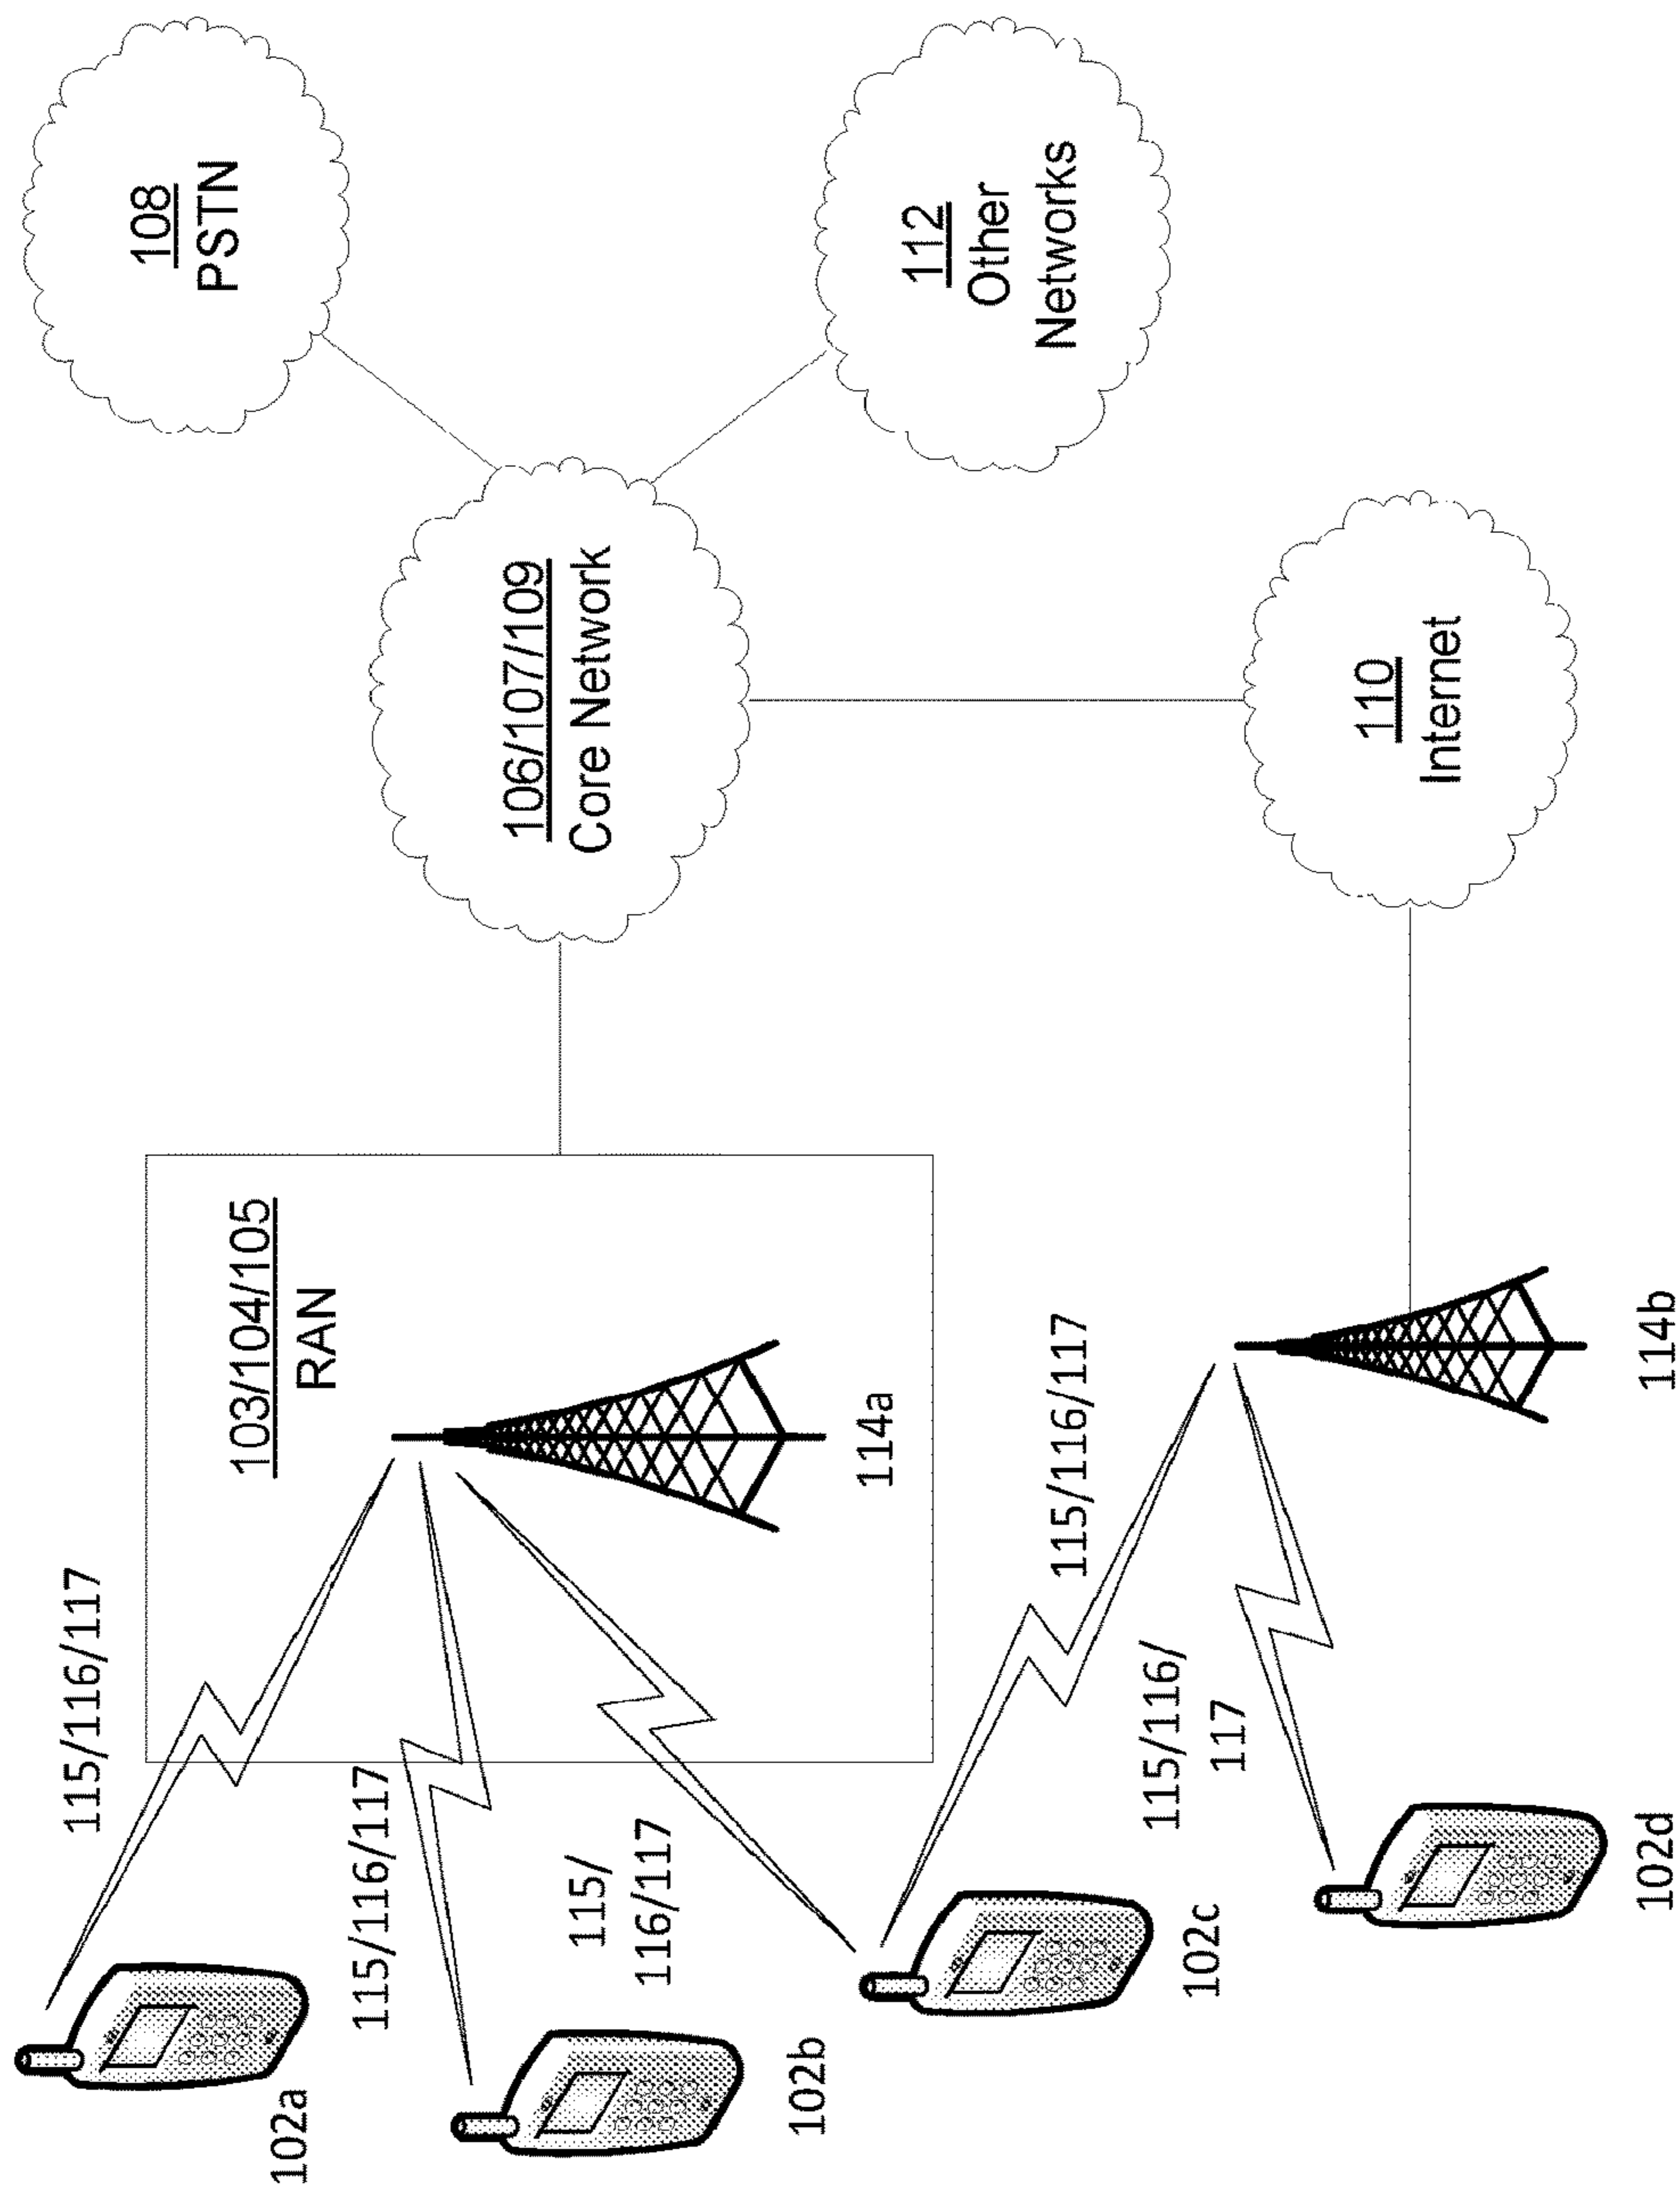 115/116/117
103/104/105
RAN
108
PSTN
102a
115/116/117
106/107/109
Core Network
102b
115/
116/117
114a
112
Other
Networks
102c
115/116/117
115/116/
117
110
Internet
102d
114b